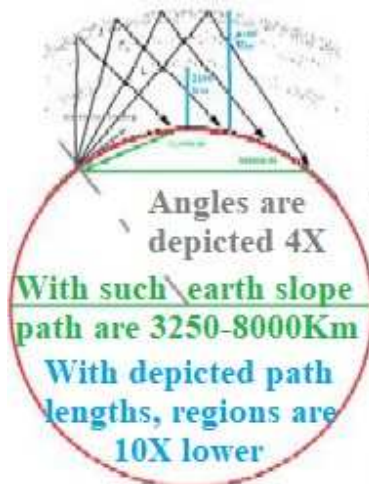 Angles are
depicted 4X
With such earth slope
path are 3250-8000Km
With depicted path
lengths, regions are
10X lower